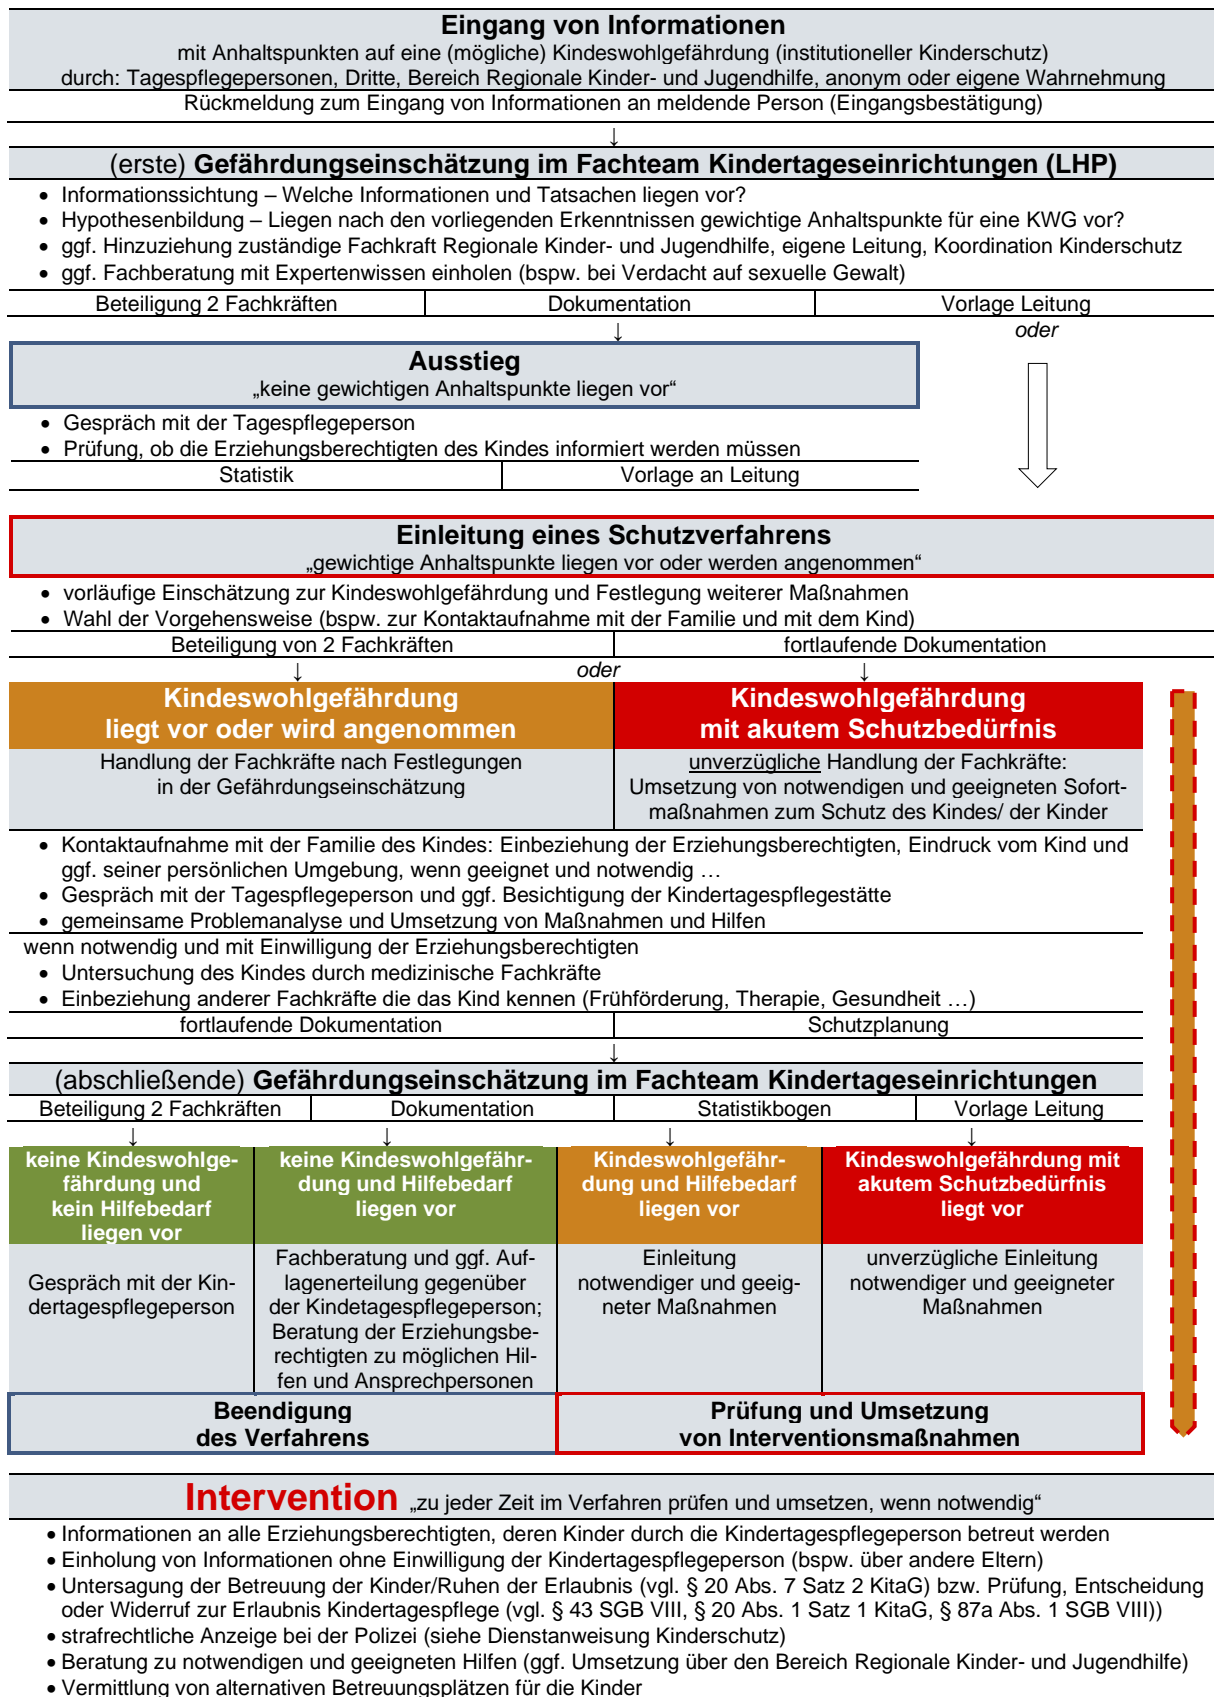 Eingang von Informationen
mit Anhaltspunkten auf eine (mögliche) Kindeswohlgefährdung (institutioneller Kinderschutz)
durch: Tagespflegepersonen, Dritte, Bereich Regionale Kinder- und Jugendhilfe, anonym oder eigene Wahrnehmung
Rückmeldung zum Eingang von Informationen an meldende Person (Eingangsbestätigung)
↓
(erste) Gefährdungseinschätzung im Fachteam Kindertageseinrichtungen (LHP)
• Informationssichtung – Welche Informationen und Tatsachen liegen vor?
• Hypothesenbildung – Liegen nach den vorliegenden Erkenntnissen gewichtige Anhaltspunkte für eine KWG vor?
• ggf. Hinzuziehung zuständige Fachkraft Regionale Kinder- und Jugendhilfe, eigene Leitung, Koordination Kinderschutz
• ggf. Fachberatung mit Expertenwissen einholen (bspw. bei Verdacht auf sexuelle Gewalt)
Beteiligung 2 Fachkräften Dokumentation Vorlage Leitung
↓ oder
Ausstieg
„keine gewichtigen Anhaltspunkte liegen vor“
• Gespräch mit der Tagespflegeperson
• Prüfung, ob die Erziehungsberechtigten des Kindes informiert werden müssen
Statistik Vorlage an Leitung
Einleitung eines Schutzverfahrens
„gewichtige Anhaltspunkte liegen vor oder werden angenommen“
• vorläufige Einschätzung zur Kindeswohlgefährdung und Festlegung weiterer Maßnahmen
• Wahl der Vorgehensweise (bspw. zur Kontaktaufnahme mit der Familie und mit dem Kind)
Beteiligung von 2 Fachkräften fortlaufende Dokumentation
↓ oder ↓
Kindeswohlgefährdung
liegt vor oder wird angenommen
Kindeswohlgefährdung
mit akutem Schutzbedürfnis
Handlung der Fachkräfte nach Festlegungen
in der Gefährdungseinschätzung
unverzügliche Handlung der Fachkräfte:
Umsetzung von notwendigen und geeigneten Sofort-
maßnahmen zum Schutz des Kindes/ der Kinder
• Kontaktaufnahme mit der Familie des Kindes: Einbeziehung der Erziehungsberechtigten, Eindruck vom Kind und
ggf. seiner persönlichen Umgebung, wenn geeignet und notwendig …
• Gespräch mit der Tagespflegeperson und ggf. Besichtigung der Kindertagespflegestätte
• gemeinsame Problemanalyse und Umsetzung von Maßnahmen und Hilfen
wenn notwendig und mit Einwilligung der Erziehungsberechtigten
• Untersuchung des Kindes durch medizinische Fachkräfte
• Einbeziehung anderer Fachkräfte die das Kind kennen (Frühförderung, Therapie, Gesundheit …)
fortlaufende Dokumentation Schutzplanung
↓
(abschließende) Gefährdungseinschätzung im Fachteam Kindertageseinrichtungen
Beteiligung 2 Fachkräften Dokumentation Statistikbogen Vorlage Leitung
↓ ↓ ↓ ↓
keine Kindeswohlge-
fährdung und
kein Hilfebedarf
liegen vor
keine Kindeswohlgefähr-
dung und Hilfebedarf
liegen vor
Kindeswohlgefähr-
dung und Hilfebedarf
liegen vor
Kindeswohlgefährdung mit
akutem Schutzbedürfnis
liegt vor
Gespräch mit der Kin-
dertagespflegeperson
Fachberatung und ggf. Auf-
lagenerteilung gegenüber
der Kindetagespflegeperson;
Beratung der Erziehungsbe-
rechtigten zu möglichen Hil-
fen und Ansprechpersonen
Einleitung
notwendiger und geeig-
neter Maßnahmen
unverzügliche Einleitung
notwendiger und geeigneter
Maßnahmen
Beendigung
des Verfahrens
Prüfung und Umsetzung
von Interventionsmaßnahmen
Intervention „zu jeder Zeit im Verfahren prüfen und umsetzen, wenn notwendig“
• Informationen an alle Erziehungsberechtigten, deren Kinder durch die Kindertagespflegeperson betreut werden
• Einholung von Informationen ohne Einwilligung der Kindertagespflegeperson (bspw. über andere Eltern)
• Untersagung der Betreuung der Kinder/Ruhen der Erlaubnis (vgl. § 20 Abs. 7 Satz 2 KitaG) bzw. Prüfung, Entscheidung
oder Widerruf zur Erlaubnis Kindertagespflege (vgl. § 43 SGB VIII, § 20 Abs. 1 Satz 1 KitaG, § 87a Abs. 1 SGB VIII))
• strafrechtliche Anzeige bei der Polizei (siehe Dienstanweisung Kinderschutz)
• Beratung zu notwendigen und geeigneten Hilfen (ggf. Umsetzung über den Bereich Regionale Kinder- und Jugendhilfe)
• Vermittlung von alternativen Betreuungsplätzen für die Kinder